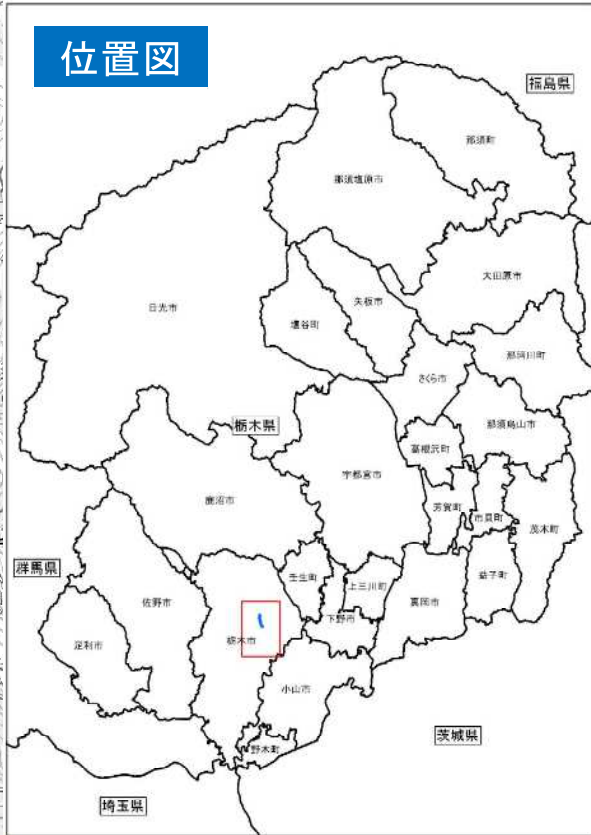 位置図
福島県
那須町
那須塩原市
大田原市
矢板市
日光市
塩谷町
那珂川町
さくら市
栃木県
那須烏山市
高根沢町
宇都宮市
鹿沼市
芳賀町
市貝町
茂木町
群馬県
壬生町
上三川町
益子町
真岡市
佐野市
下野市
足利市
栃木市
小山市
茨城県
野木町
埼玉県